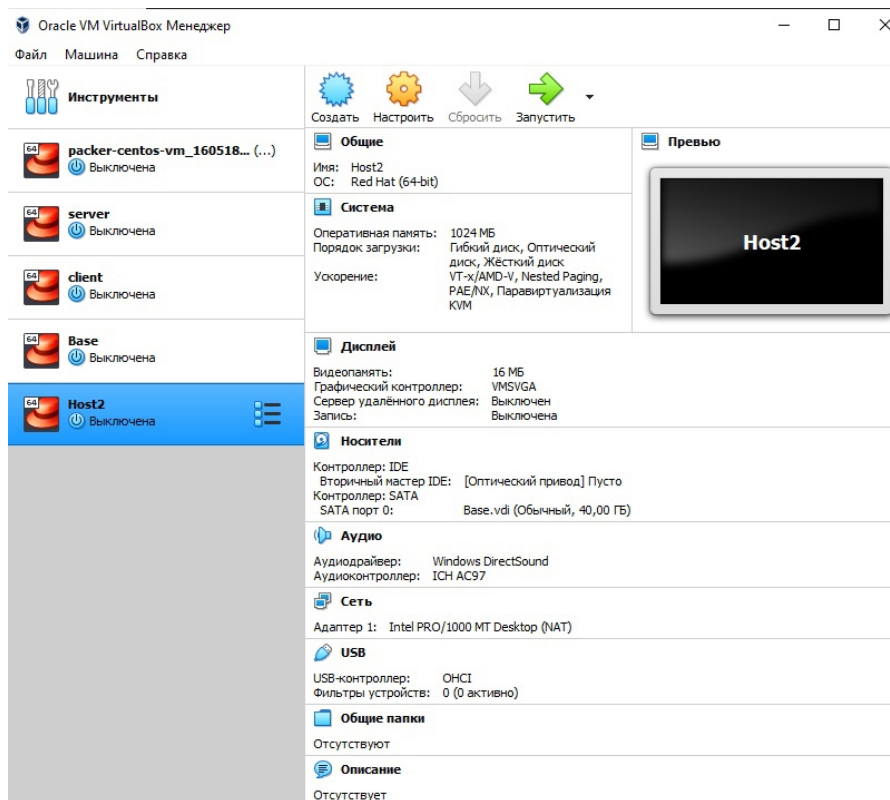 Oracle VM VirtualBox Менеджер
Файл Машина Справка
Инструменты
64 packer-centos-vm_160518... (...)
Выключена
64 server
Выключена
64 client
Выключена
64 Base
Выключена
64 Host2
Выключена
Создать Настроить Сбросить Запустить
Общие
Имя: Host2
ОС: Red Hat (64-bit)
Система
Оперативная память: 1024 МБ
Порядок загрузки: Гибкий диск, Оптический
диск, Жёсткий диск
Ускорение: VT-x/AMD-V, Nested Paging,
PAE/NX, Паравиртуализация
KVM
Превью
Host2
Дисплей
Видеопамять: 16 МБ
Графический контроллер: VMSVGA
Сервер удалённого дисплея: Выключен
Запись: Выключена
Носители
Контроллер: IDE
Вторичный мастер IDE: [Оптический привод] Пусто
Контроллер: SATA
SATA порт 0: Base.vdi (Обычный, 40,00 ГБ)
Аудио
Аудиодрайвер: Windows DirectSound
Аудиоконтроллер: ICH AC97
Сеть
Адаптер 1: Intel PRO/1000 MT Desktop (NAT)
USB
USB-контроллер: OHCI
Фильтры устройств: 0 (0 активно)
Общие папки
Отсутствуют
Описание
Отсутствует